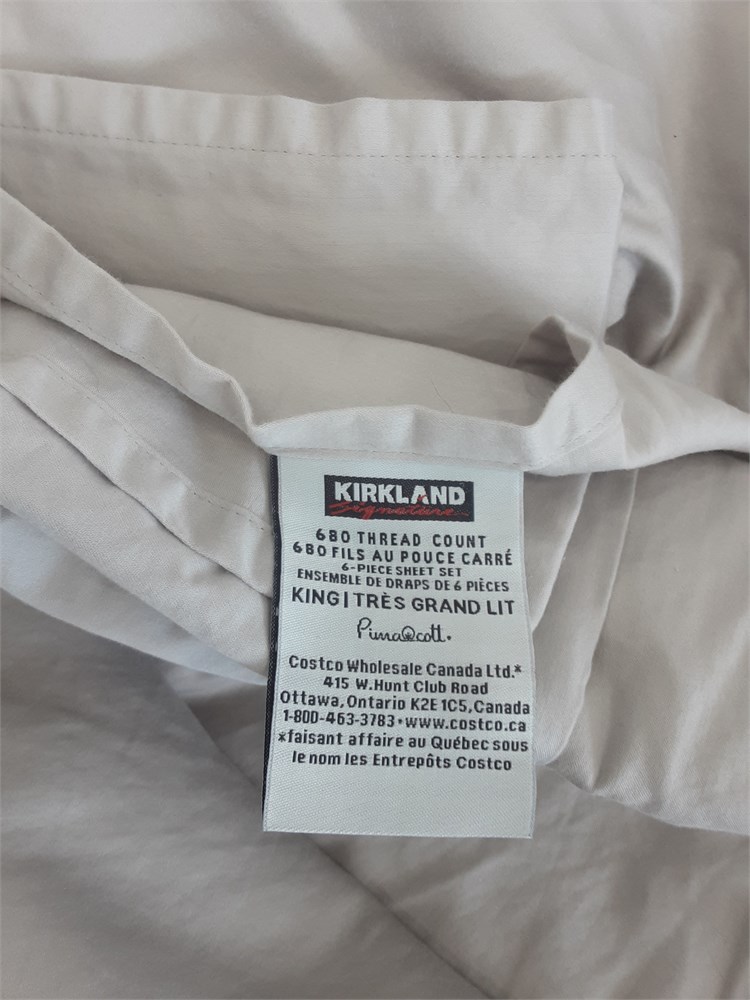 KIRKLAND
Signature
680 THREAD COUNT
680 FILS AU POUCE CARRÉ
6-PIECE SHEET SET
ENSEMBLE DE DRAPS DE 6 PIÈCES
KING | TRÈS GRAND LIT
PimaCott.
Costco Wholesale Canada Ltd.*
415 W.Hunt Club Road
Ottawa,Ontario K2E 1C5,Canada
1-800-463-3783•www.costco.ca
*faisant affaire au Québec sous
le nom les Entrepôts Costco